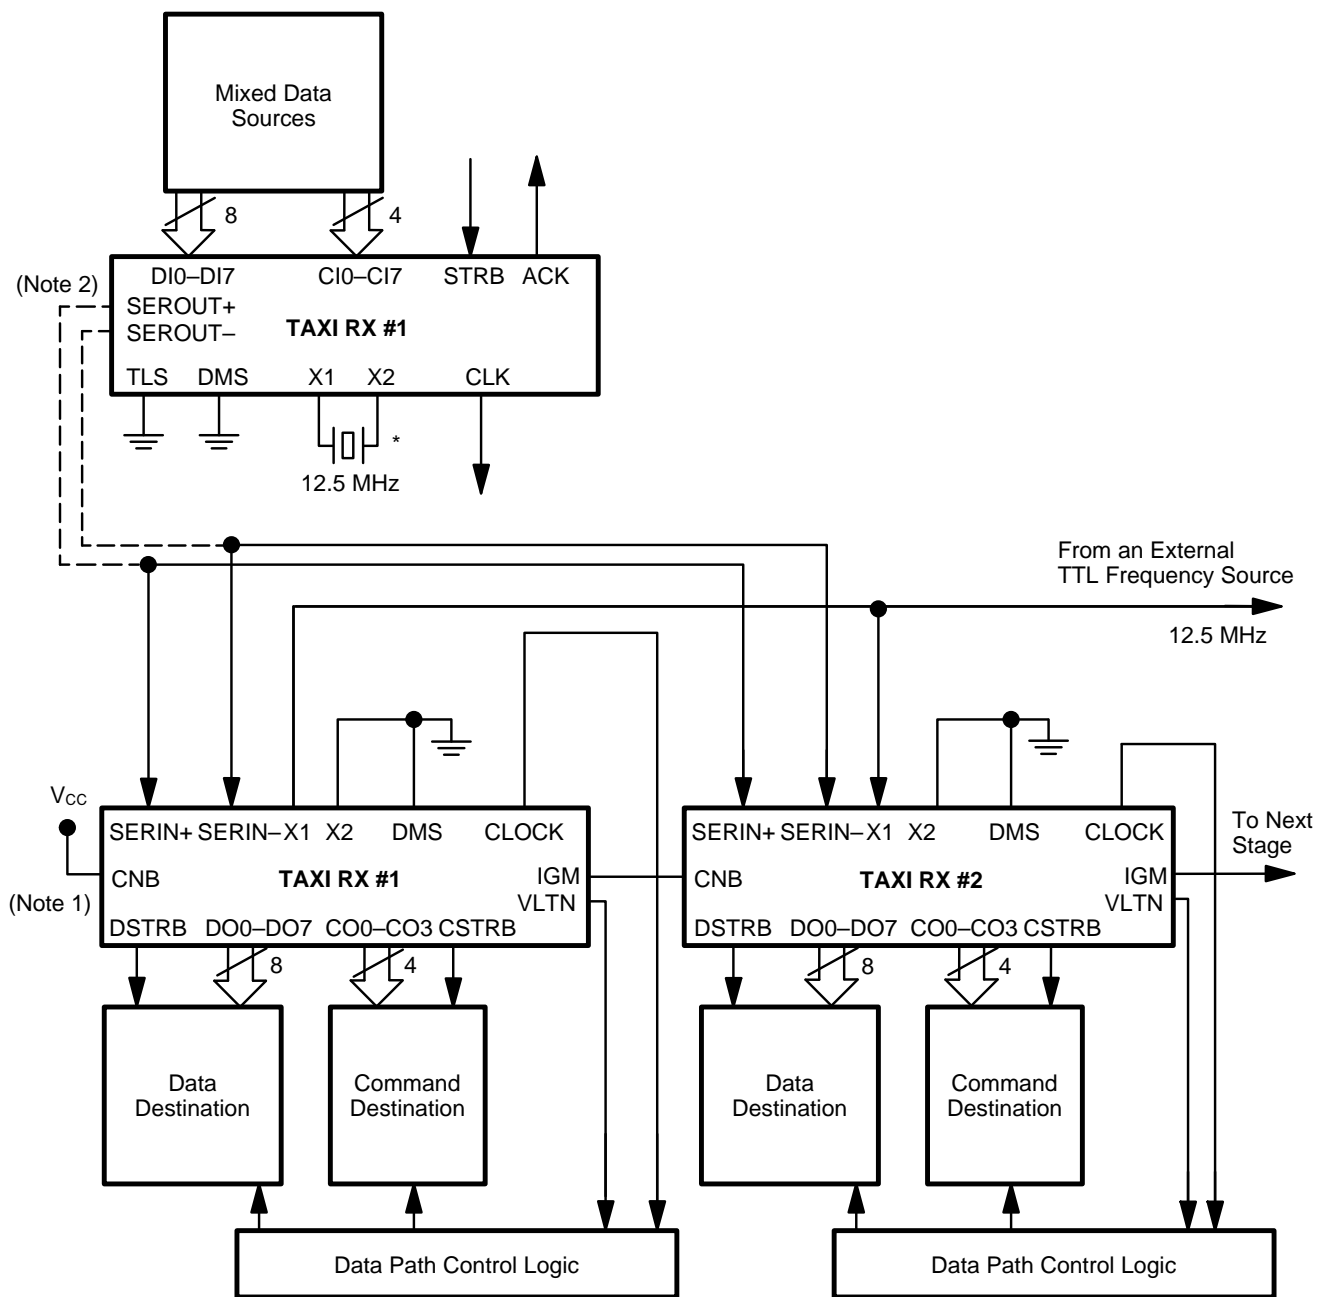 Mixed Data
Sources
8
4
(Note 2)
DI0–DI7 CI0–CI7 STRB ACK
SEROUT+
SEROUT–
TAXI RX #1
TLS DMS X1 X2 CLK
*
12.5 MHz
From an External
TTL Frequency Source
12.5 MHz
VCC
SERIN+ SERIN– X1 X2 DMS CLOCK
CNB
TAXI RX #1
IGM
VLTN
(Note 1)
DSTRB DO0–DO7 CO0–CO3 CSTRB
8
4
SERIN+ SERIN– X1 X2 DMS CLOCK
CNB
TAXI RX #2
IGM
VLTN
DSTRB DO0–DO7 CO0–CO3 CSTRB
To Next
Stage
8
4
Data
Destination
Command
Destination
Data
Destination
Command
Destination
Data Path Control Logic
Data Path Control Logic